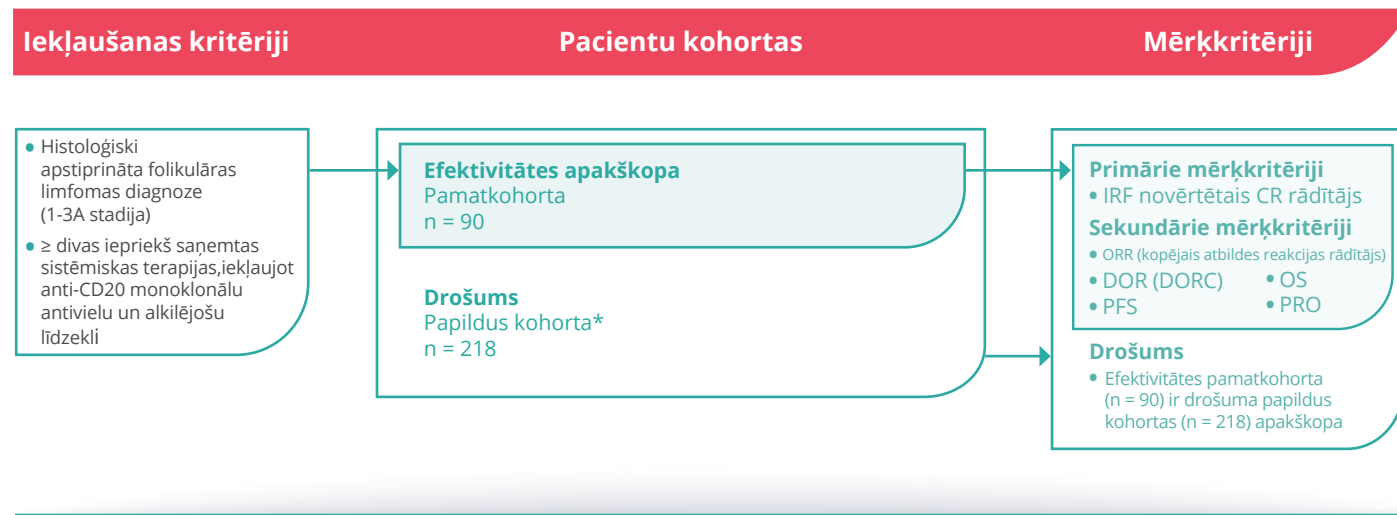 Iekļaušanas kritēriji
Pacientu kohortas
Mērķkritēriji
• Histoloģiski
apstiprināta folikulāras
limfomas diagnoze
(1-3A stadija)
• ≥ divas iepriekš saņemtas
sistēmiskas terapijas,iekļaujot
anti-CD20 monoklonālu
antivielu un alkilējošu
līdzekli
Efektivitātes apakškopa
Pamatkohorta
n = 90
Drošums
Papildus kohorta*
n = 218
Primārie mērķkritēriji
• IRF novērtētais CR rādītājs
Sekundārie mērķkritēriji
• ORR (kopējais atbildes reakcijas rādītājs)
• DOR (DORC) • OS
• PFS • PRO
Drošums
• Efektivitātes pamatkohorta
(n = 90) ir drošuma papildus
kohortas (n = 218) apakškopa